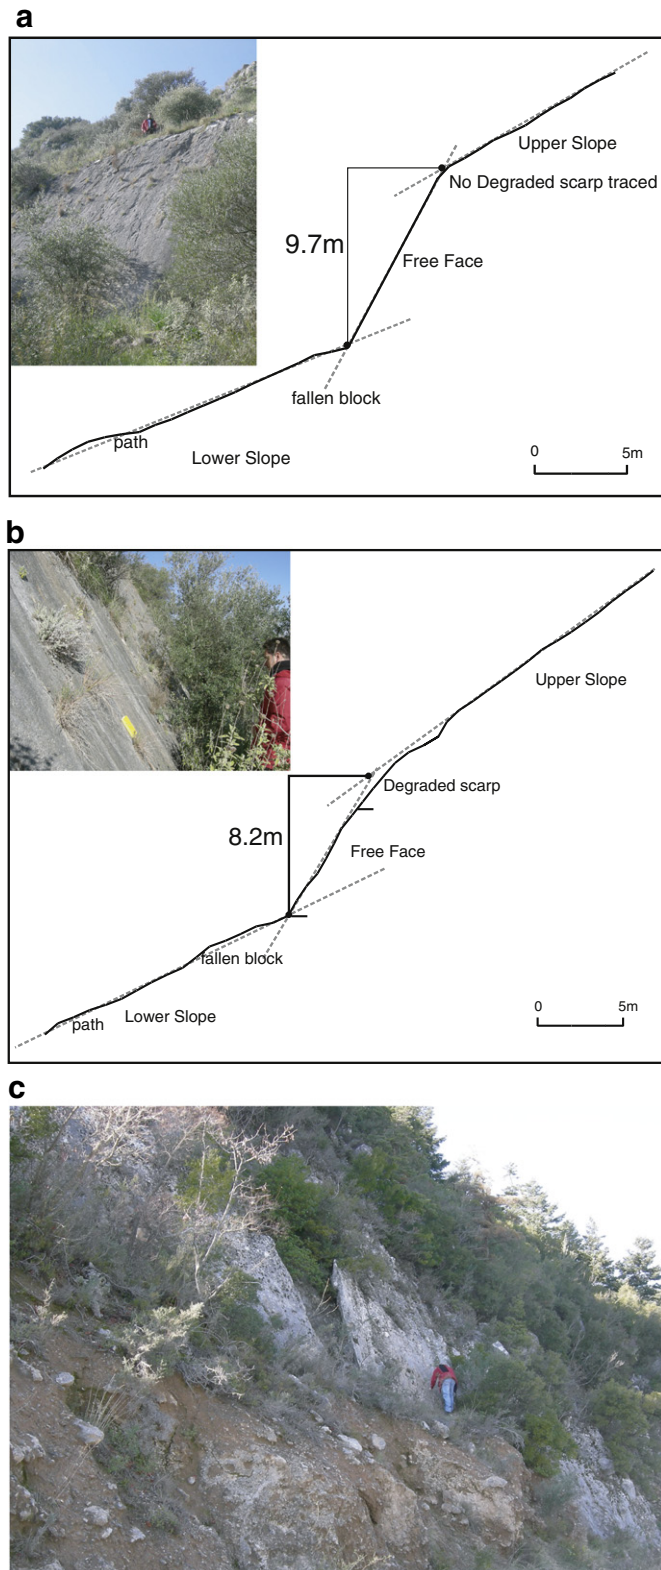 a
Upper Slope
No Degraded scarp traced
9.7m
Free Face
fallen block
path
Lower Slope
0
5m
b
Upper Slope
Degraded scarp
8.2m
Free Face
fallen block
path
Lower Slope
0
5m
c